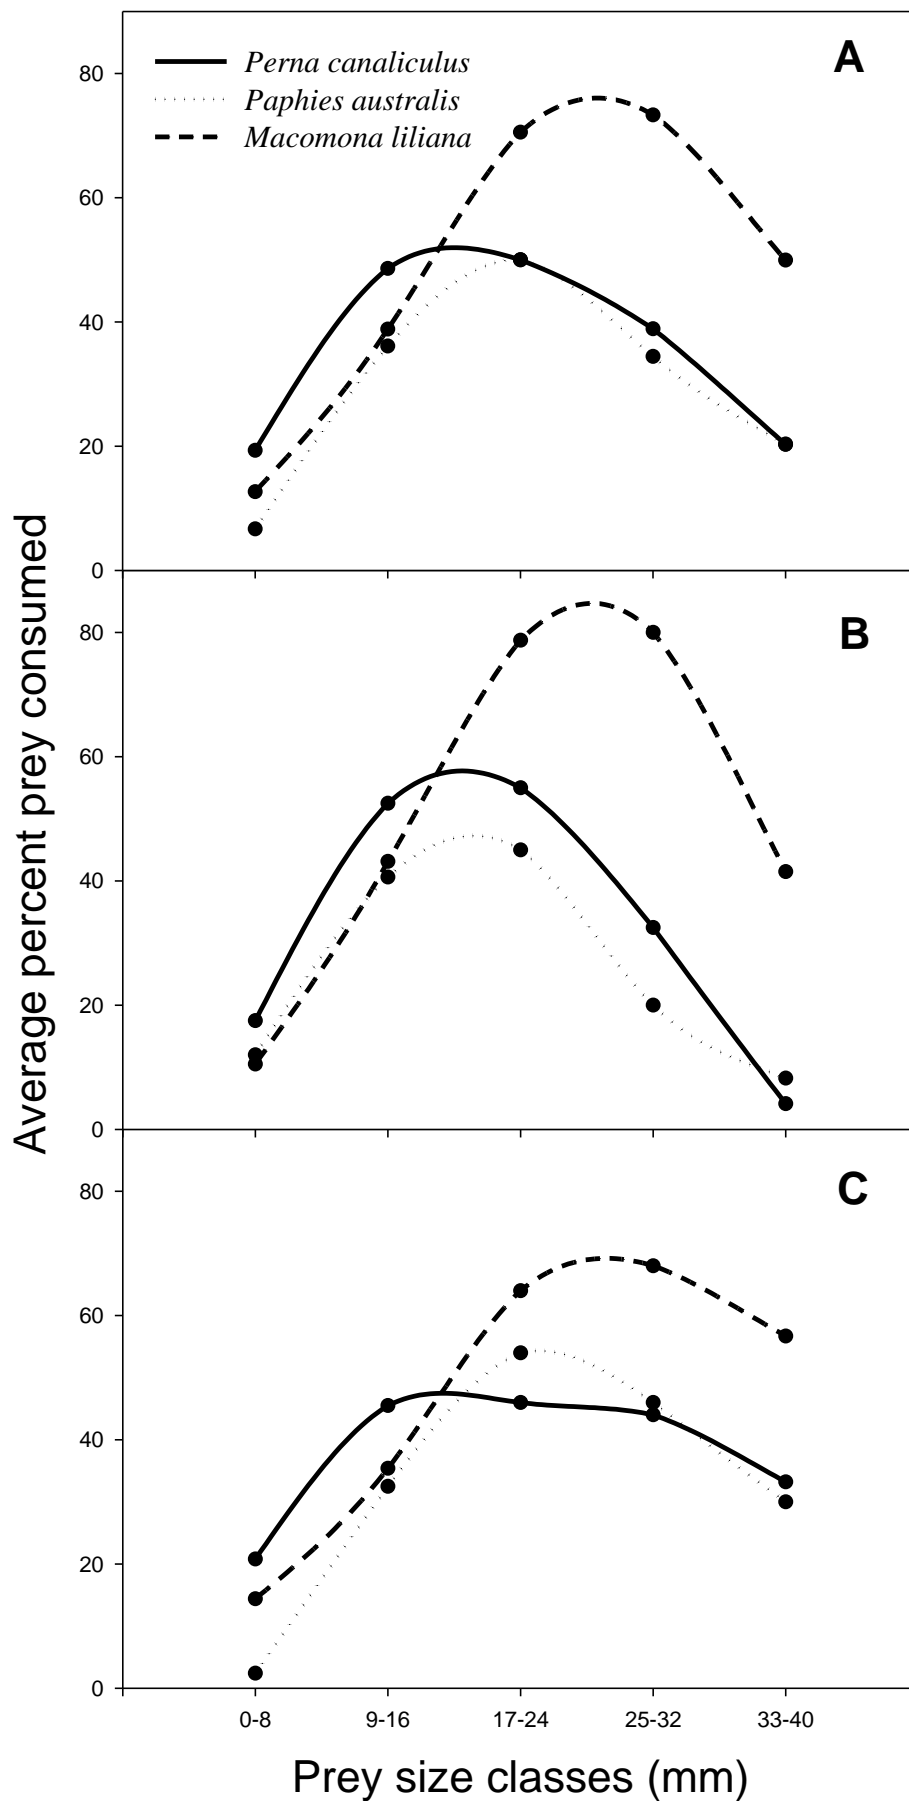 A
Perna canaliculus
Paphies australis
Macomona liliana
80
60
40
20
0
B
80
60
40
20
0
C
80
60
40
20
0
Average percent prey consumed
0-8 9-16 17-24 25-32 33-40
Prey size classes (mm)